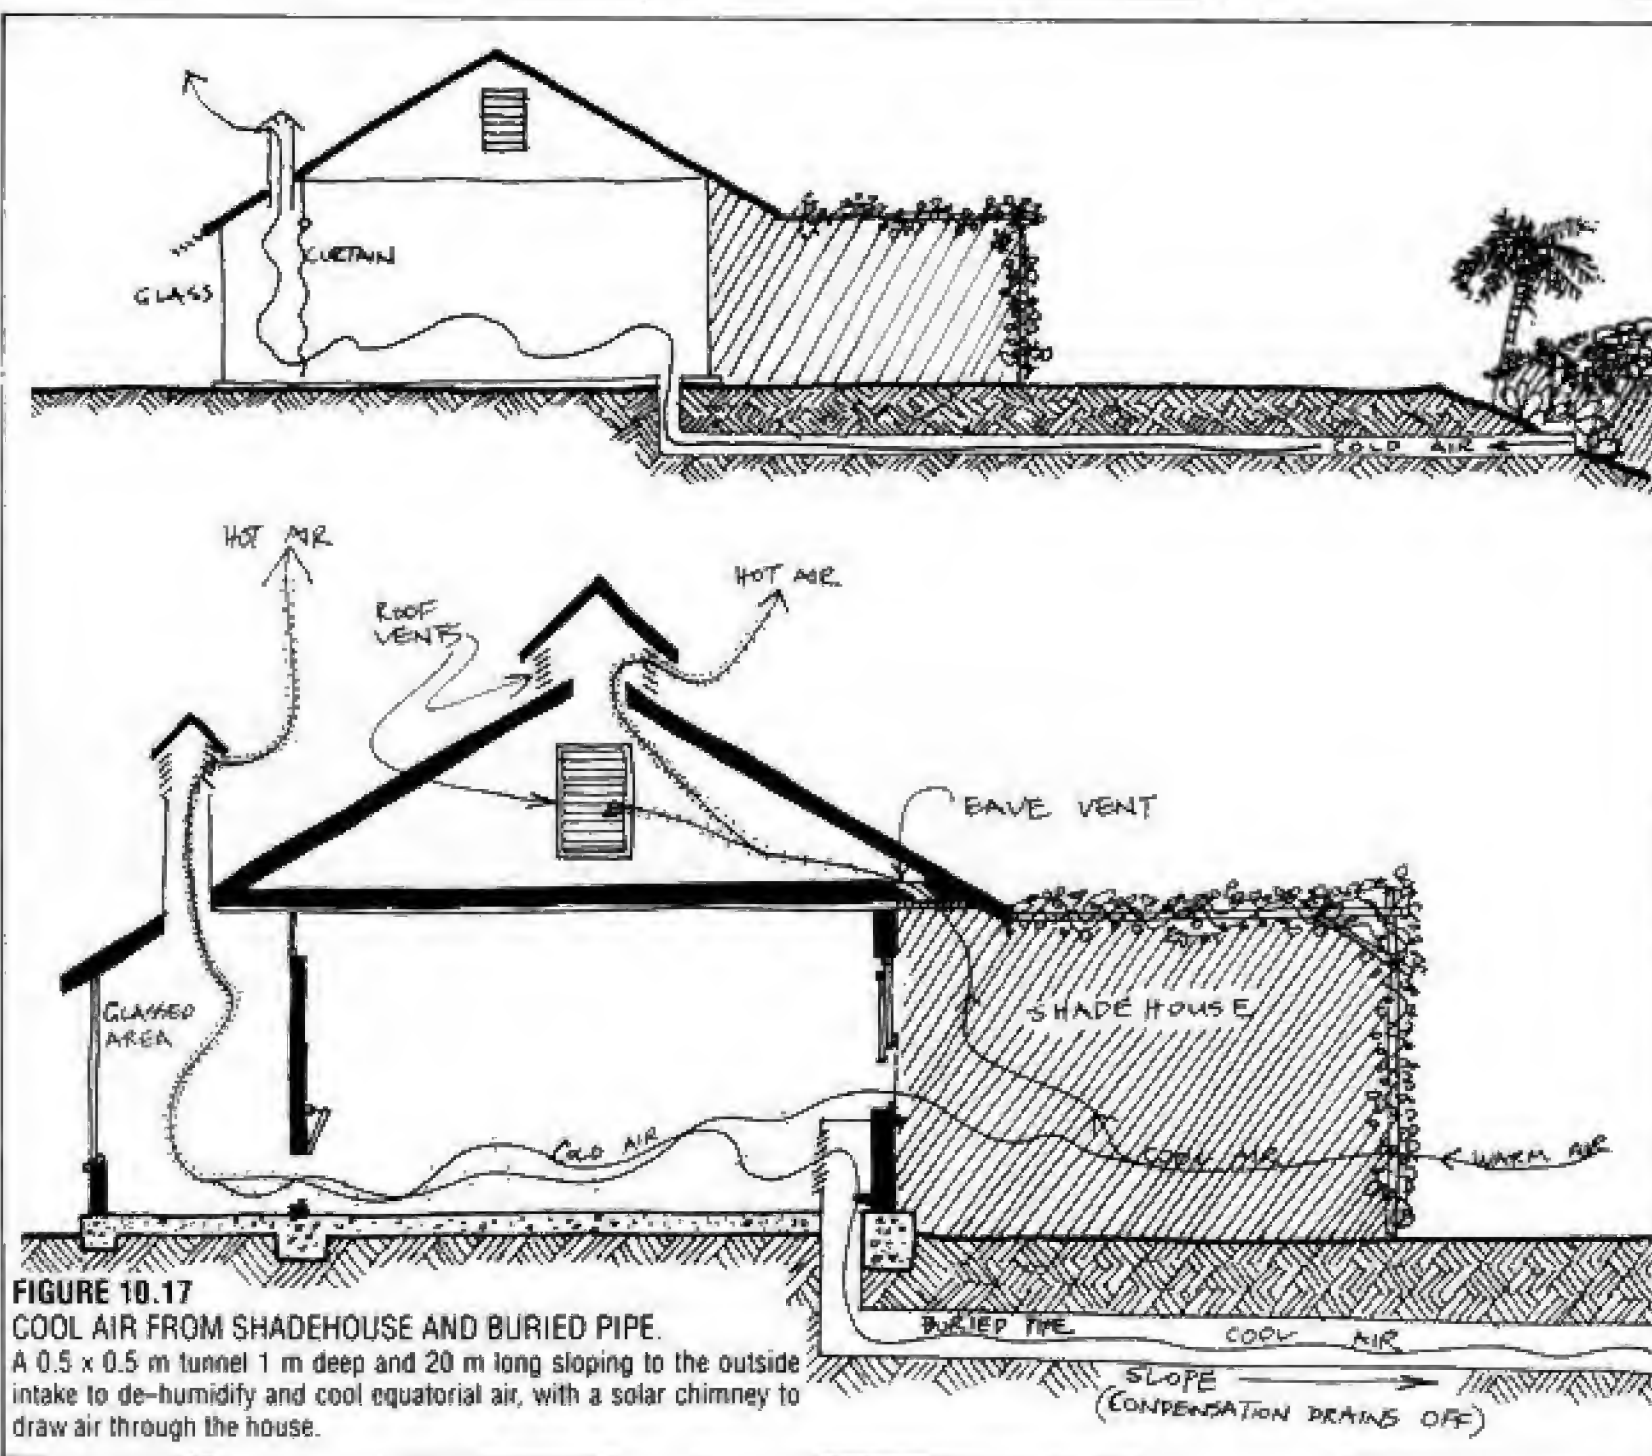 CURTAIN
GLASS
COLD AIR
HOT AIR
HOT AIR
ROOF
VENTS
EAVE VENT
GLASSED
AREA
SHADE HOUSE
COLD AIR
COOL AIR
WARM AIR
BURIED PIPE
COOL AIR
SLOPE
(CONDENSATION DRAINS OFF)
FIGURE 10.17
COOL AIR FROM SHADEHOUSE AND BURIED PIPE.
A 0.5 x 0.5 m tunnel 1 m deep and 20 m long sloping to the outside
intake to de-humidify and cool equatorial air, with a solar chimney to
draw air through the house.